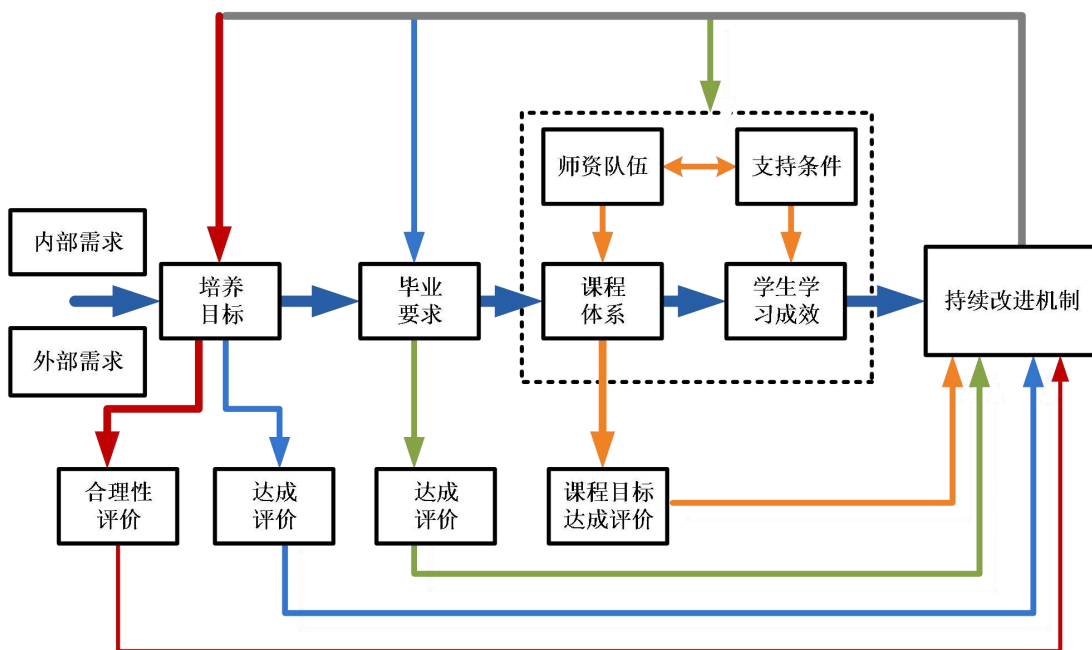 师资队伍
支持条件
内部需求
培养
目标
毕业
要求
课程
体系
学生学
习成效
持续改进机制
外部需求
合理性
评价
达成
评价
达成
评价
课程目标
达成评价